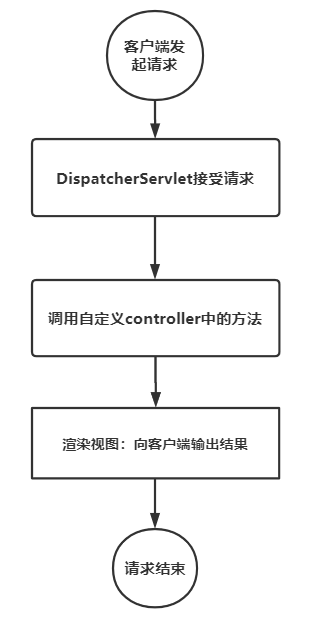 客户端发
起请求
DispatcherServlet接受请求
调用自定义controller中的方法
渲染视图：向客户端输出结果
请求结束